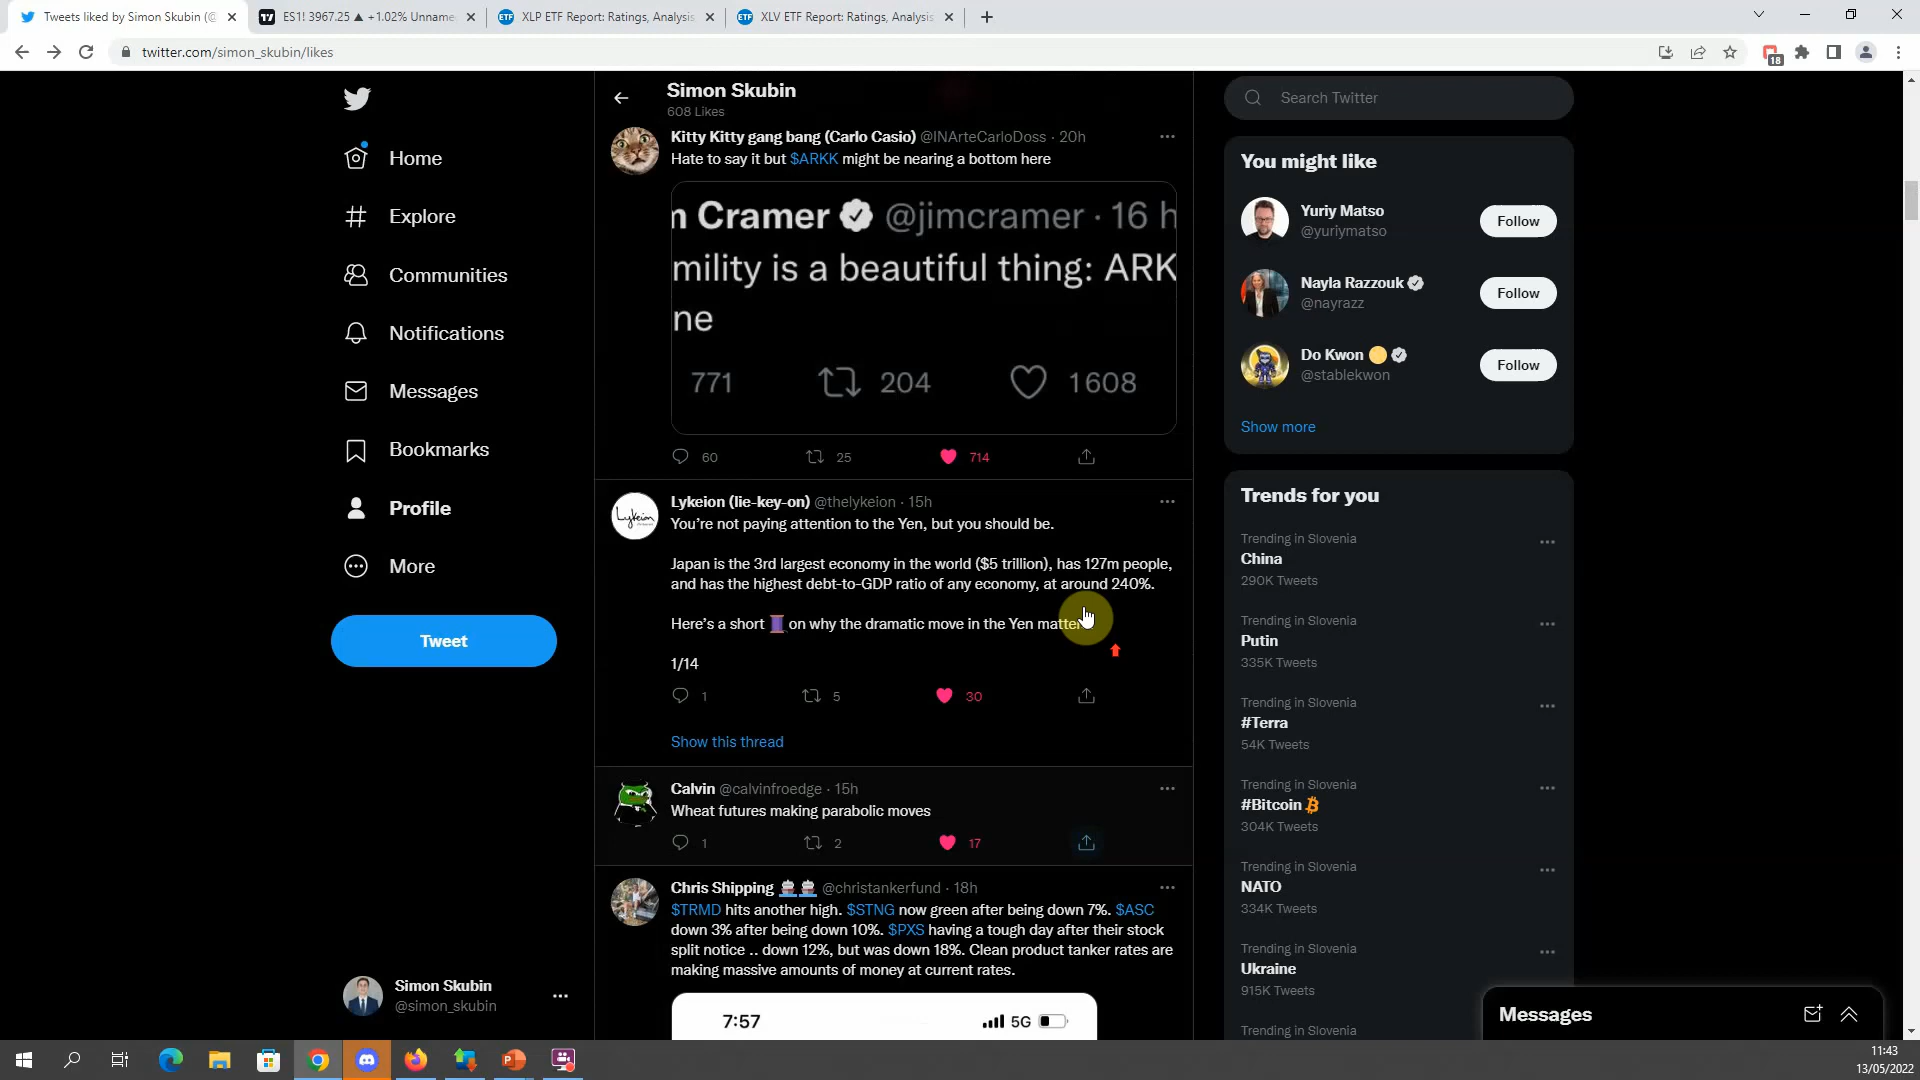 Tweets liked by Simon Skubin (@
ES1! 3967.25 ▲ +1.02% Unname
XLP ETF Report: Ratings, Analysis
XLV ETF Report: Ratings, Analysis
twitter.com/simon_skubin/likes
18
Home
Explore
Communities
Notifications
Messages
Bookmarks
Profile
More
Tweet
Simon Skubin
@simon_skubin
Simon Skubin
608 Likes
Kitty Kitty gang bang (Carlo Casio) @INArteCarloDoss · 20h
Hate to say it but $ARKK might be nearing a bottom here
Cramer @jimcramer · 16 h
mility is a beautiful thing: ARK
ne
771 204 1608
60 25 714
Lykeion (lie-key-on) @thelykeion · 15h
You're not paying attention to the Yen, but you should be.
Japan is the 3rd largest economy in the world ($5 trillion), has 127m people,
and has the highest debt-to-GDP ratio of any economy, at around 240%.
Here's a short 🧵 on why the dramatic move in the Yen matter
1/14
1 5 30
Show this thread
Calvin @calvinfroedge · 15h
Wheat futures making parabolic moves
1 2 17
Chris Shipping 🚢🚢 @christankerfund · 18h
$TRMD hits another high. $STNG now green after being down 7%. $ASC
down 3% after being down 10%. $PXS having a tough day after their stock
split notice .. down 12%, but was down 18%. Clean product tanker rates are
making massive amounts of money at current rates.
7:57 5G
Search Twitter
You might like
Yuriy Matso
@yuriymatso
Follow
Nayla Razzouk
@nayrazz
Follow
Do Kwon
@stablekwon
Follow
Show more
Trends for you
Trending in Slovenia
China
290K Tweets
Trending in Slovenia
Putin
335K Tweets
Trending in Slovenia
#Terra
54K Tweets
Trending in Slovenia
#Bitcoin
304K Tweets
Trending in Slovenia
NATO
334K Tweets
Trending in Slovenia
Ukraine
915K Tweets
Trending in Slovenia
Messages
11:43
13/05/2022